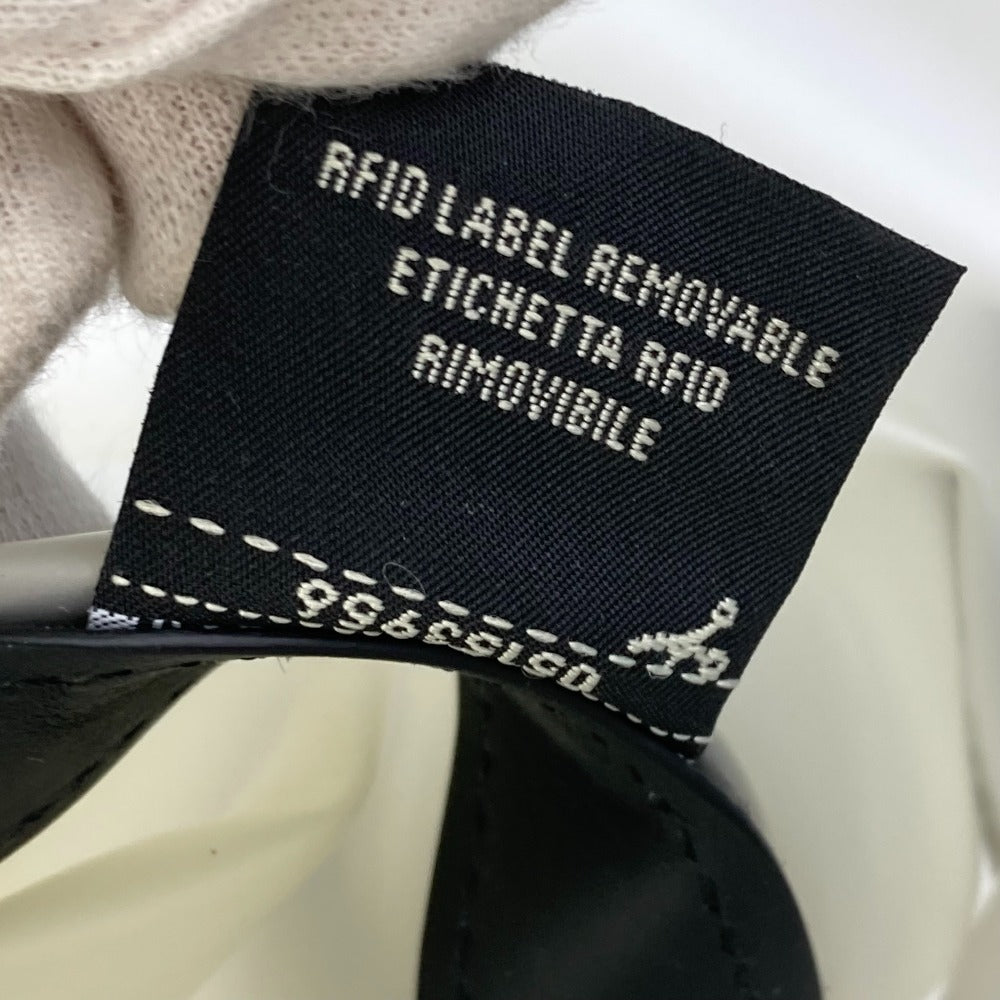 RFID LABEL REMOVABLE
ETICHETTA RFID
RIMOVIBILE